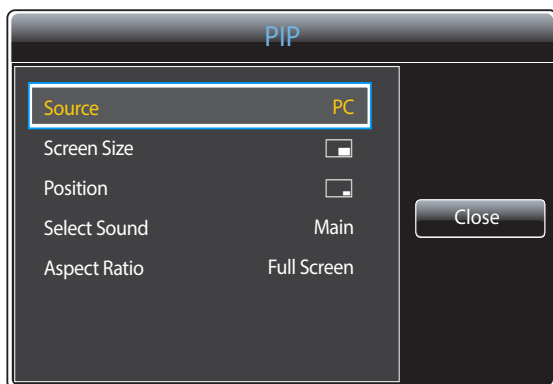 PIP
Source PC
Screen Size
Position
Select Sound Main
Aspect Ratio Full Screen
Close